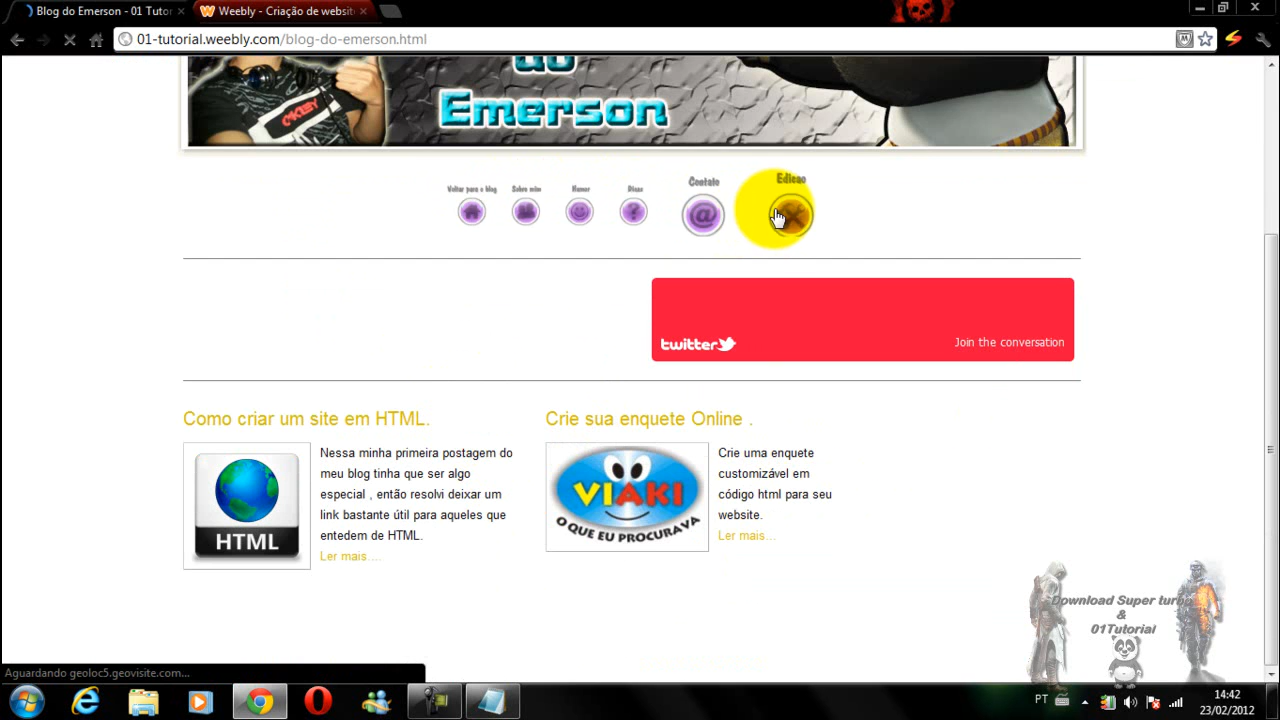 Blog do Emerson - 01 Tutor
Weebly - Criação de website
01-tutorial.weebly.com/blog-do-emerson.html
do
Emerson
Voltar para o blog
Sobre mim
Humor
Dicas
Contato
Edicao
twitter
Join the conversation
Como criar um site em HTML.
Nessa minha primeira postagem do
meu blog tinha que ser algo
especial , então resolvi deixar um
link bastante útil para aqueles que
entedem de HTML.
Ler mais....
HTML
Crie sua enquete Online .
VIAKI
O QUE EU PROCURAVA
Crie uma enquete
customizável em
código html para seu
website.
Ler mais...
Download Super turbo
&
01Tutorial
Aguardando geoloc5.geovisite.com...
PT
14:42
23/02/2012